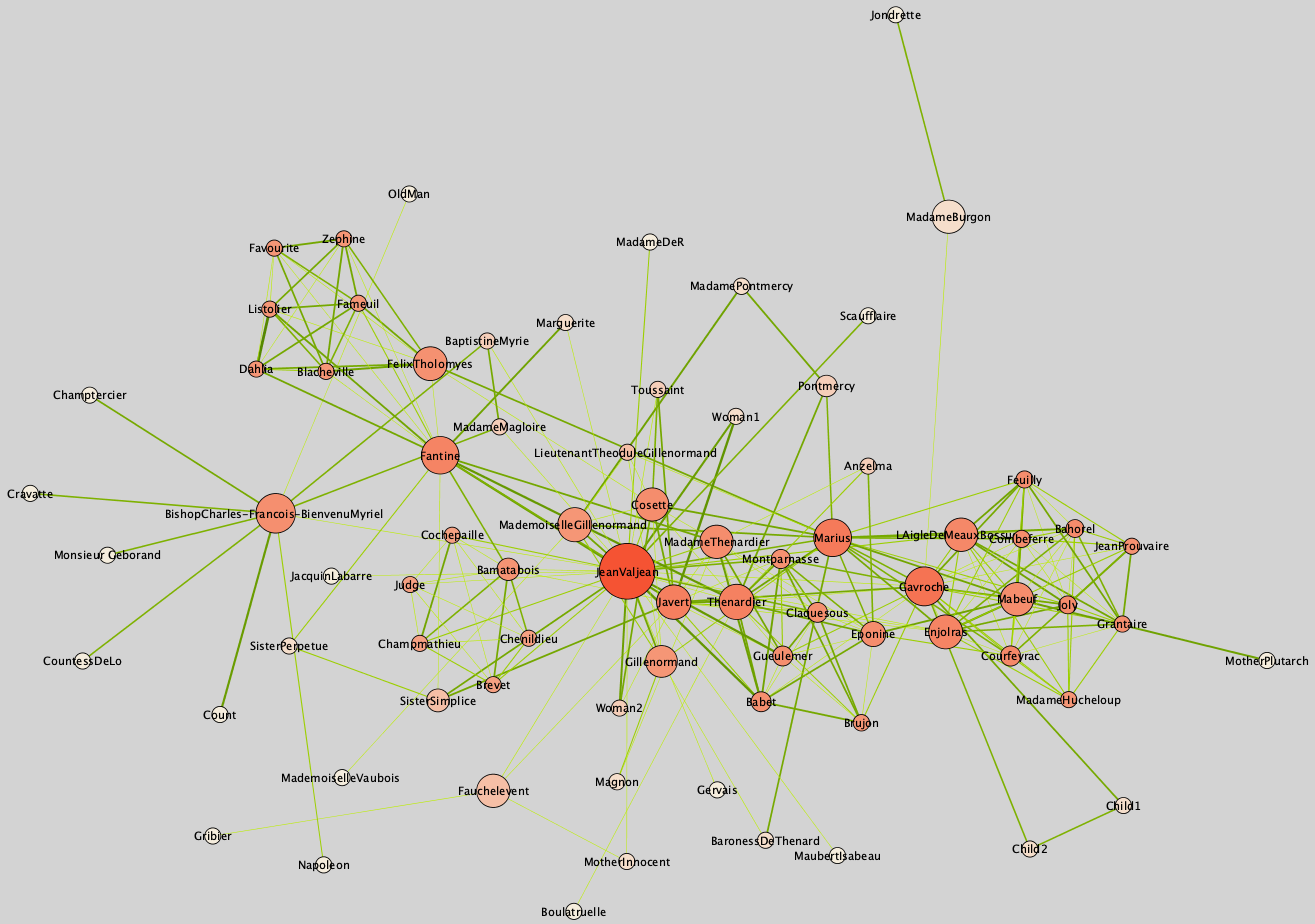 Jondrette
OldMan
MadameBurgon
Zephine
Favourite
MadameDeR
MadamePontmercy
Fameuil
Listolier
Scaufflaire
Marguerite
BaptistineMyrie
FelixTholomyes
Dahlia
Blacheville
Pontmercy
Toussaint
Champtercier
Woman1
MadameMagloire
LieutenantTheoduleGillenormand
Fantine
Anzelma
Feuilly
Cravatte
Cosette
BishopCharles-Francois-BienvenuMyriel
MademoiselleGillenormand
Bahorel
Cochepaille
LAigleDeMeauxBossu
Marius
Combeferre
MadameThenardier
JeanProuvaire
Monsieur Geborand
Montparnasse
Bamatabois
JeanValjean
JacquinLabarre
Judge
Gavroche
Mabeuf
Javert
Thenardier
Joly
Claquesous
Grantaire
Enjolras
Eponine
Chenildieu
Champmathieu
SisterPerpetue
Gueulemer
Courfeyrac
CountessDeLo
Gillenormand
MotherPlutarch
Brevet
SisterSimplice
MadameHucheloup
Babet
Woman2
Count
Brujon
MademoiselleVaubois
Magnon
Gervais
Fauchelevent
Child1
Gribier
BaronessDeThenard
Child2
MaubertIsabeau
MotherInnocent
Napoleon
Boulatruelle